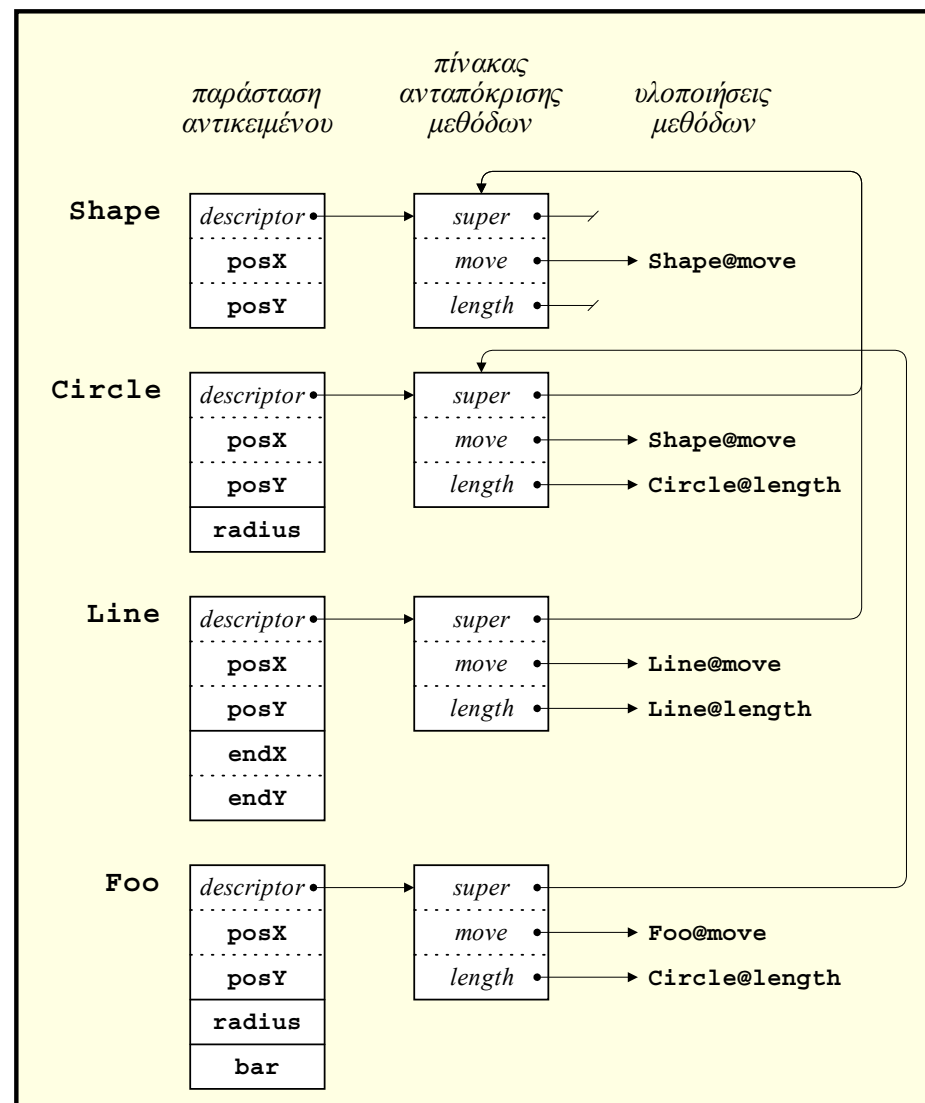 παράσταση
αντικειμένου
πίνακας
ανταπόκρισης
μεθόδων
υλοποιήσεις
μεθόδων
Shape
descriptor
posX
posY
super
move
length
Shape@move
Circle
descriptor
posX
posY
radius
super
move
length
Shape@move
Circle@length
Line
descriptor
posX
posY
endX
endY
super
move
length
Line@move
Line@length
Foo
descriptor
posX
posY
radius
bar
super
move
length
Foo@move
Circle@length